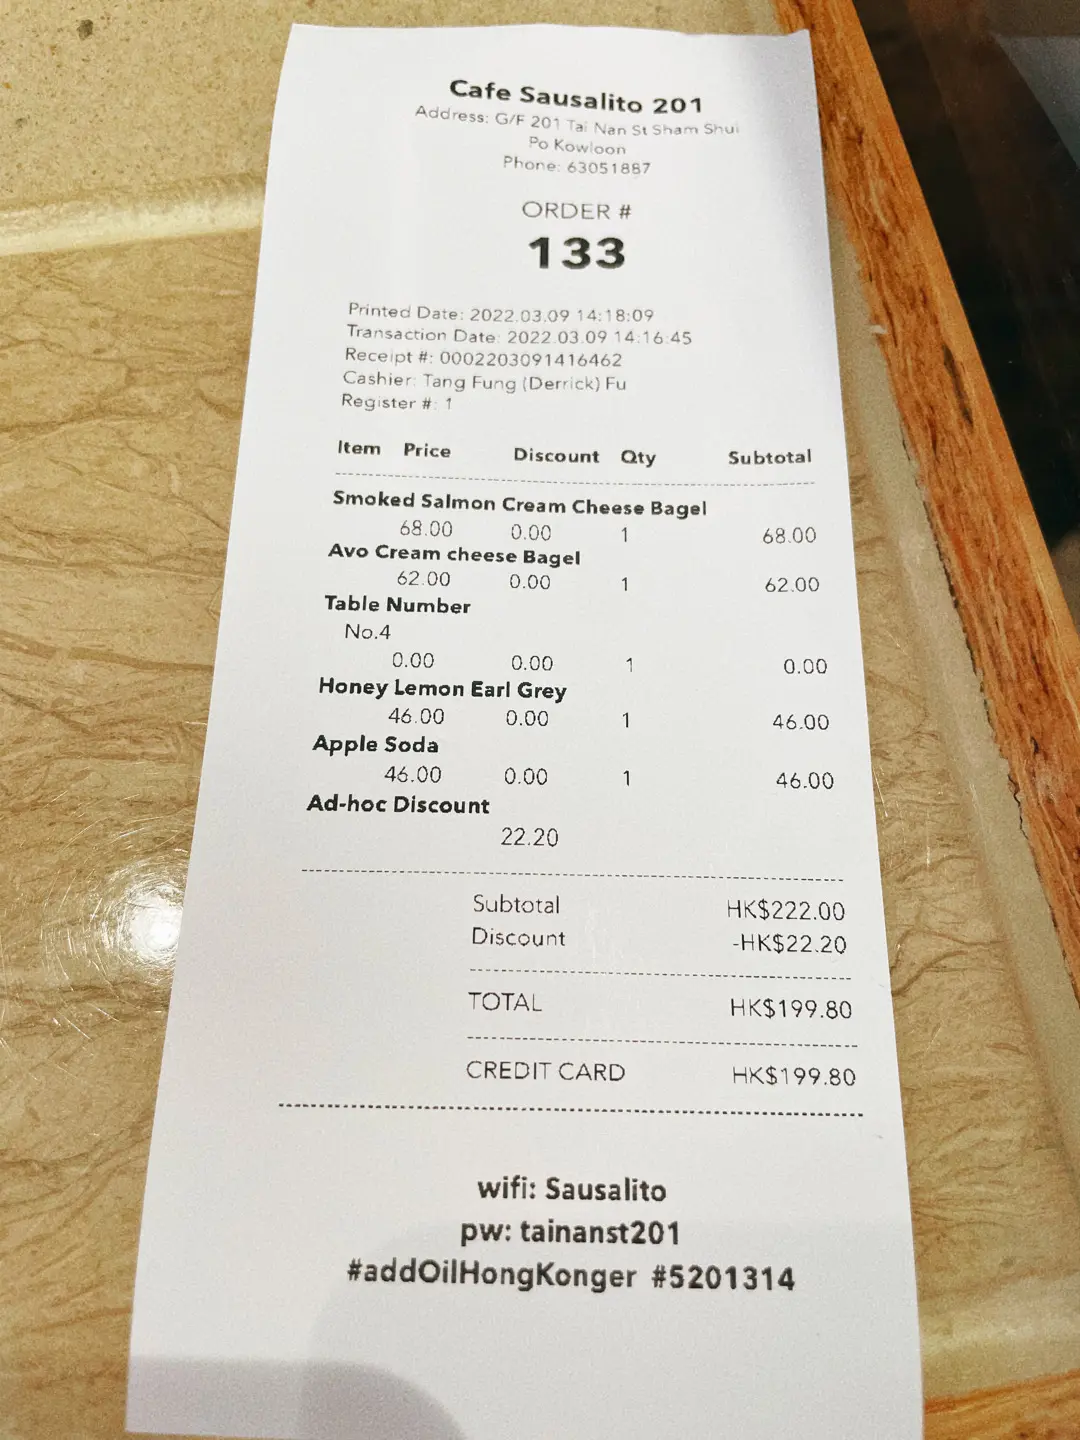 Cafe Sausalito 201
Address: G/F 201 Tai Nan St Sham Shui
Po Kowloon
Phone: 63051887
ORDER #
133
Printed Date: 2022.03.09 14:18:09
Transaction Date: 2022.03.09 14:16:45
Receipt #: 0002203091416462
Cashier: Tang Fung (Derrick) Fu
Register #: 1
Item Price Discount Qty Subtotal
Smoked Salmon Cream Cheese Bagel
68.00 0.00 1 68.00
Avo Cream cheese Bagel
62.00 0.00 1 62.00
Table Number
No.4
0.00 0.00 1 0.00
Honey Lemon Earl Grey
46.00 0.00 1 46.00
Apple Soda
46.00 0.00 1 46.00
Ad-hoc Discount
22.20
Subtotal HK$222.00
Discount -HK$22.20
TOTAL HK$199.80
CREDIT CARD HK$199.80
wifi: Sausalito
pw: tainanst201
#addOilHongKonger #5201314